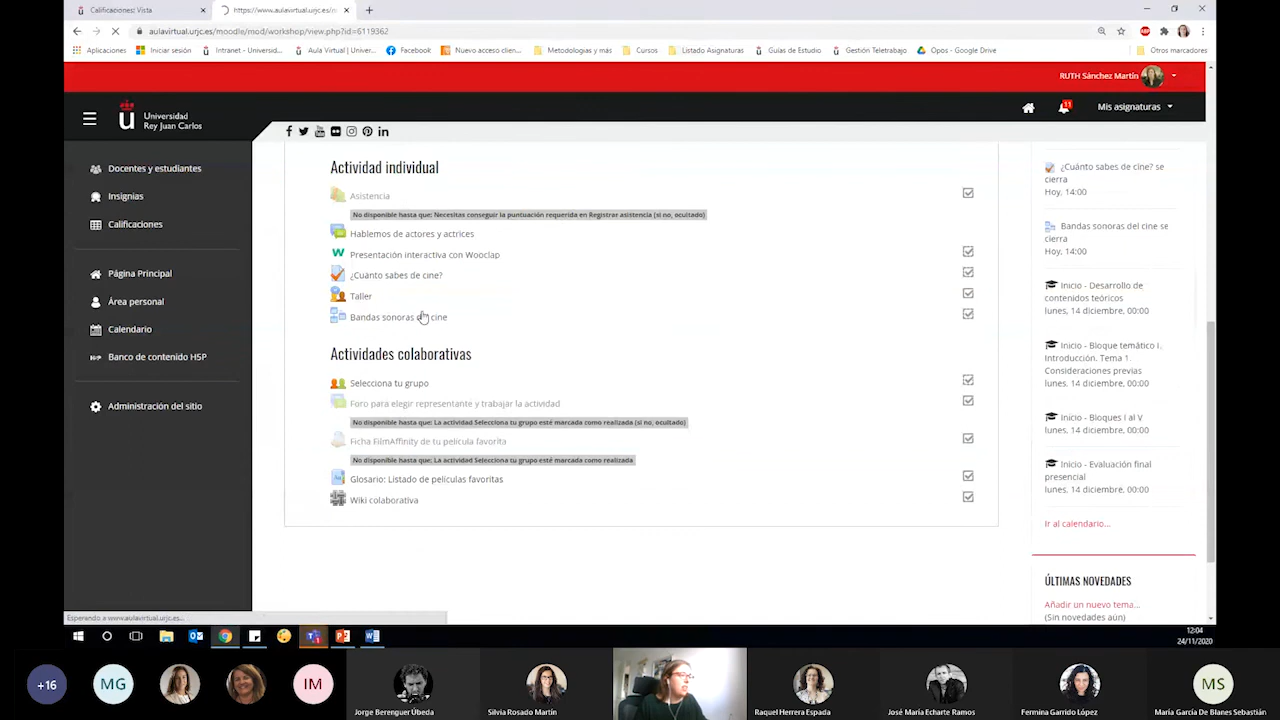 Calificaciones: Vista
https://www.aulavirtual.urjc.es/m
aulavirtual.urjc.es/moodle/mod/workshop/view.php?id=6119362
Aplicaciones
Iniciar sesión
Intranet - Universid...
Aula Virtual | Univer...
Facebook
Nuevo acceso clien...
Metodologias y más
Cursos
Listado Asignaturas
Guías de Estudio
Gestión Teletrabajo
Opos - Google Drive
Otros marcadores
RUTH Sánchez Martín
Universidad
Rey Juan Carlos
Mis asignaturas
Docentes y estudiantes
Insignias
Calificaciones
Página Principal
Área personal
Calendario
Banco de contenido H5P
Administración del sitio
Actividad individual
Asistencia
No disponible hasta que: Necesitas conseguir la puntuación requerida en Registrar asistencia (si no, ocultado)
Hablemos de actores y actrices
Presentación interactiva con Wooclap
¿Cuánto sabes de cine?
Taller
Bandas sonoras cine
Actividades colaborativas
Selecciona tu grupo
Foro para elegir representante y trabajar la actividad
No disponible hasta que: La actividad Selecciona tu grupo esté marcada como realizada (si no, ocultado)
Ficha FilmAffinity de tu película favorita
No disponible hasta que: La actividad Selecciona tu grupo esté marcada como realizada
Glosario: Listado de películas favoritas
Wiki colaborativa
¿Cuánto sabes de cine? se
cierra
Hoy, 14:00
Bandas sonoras del cine se
cierra
Hoy, 14:00
Inicio - Desarrollo de
contenidos teóricos
lunes, 14 diciembre, 00:00
Inicio - Bloque temático I.
Introducción. Tema 1.
Consideraciones previas
lunes, 14 diciembre, 00:00
Inicio - Bloques I al V
lunes, 14 diciembre, 00:00
Inicio - Evaluación final
presencial
lunes, 14 diciembre, 00:00
Ir al calendario...
ÚLTIMAS NOVEDADES
Añadir un nuevo tema...
(Sin novedades aún)
Esperando a www.aulavirtual.urjc.es...
12:04
24/11/2020
+16
MG
IM
MS
Jorge Berenguer Úbeda
Silvia Rosado Martín
Raquel Herrera Espada
José María Echarte Ramos
Fermina Garrido López
María García De Blanes Sebastián